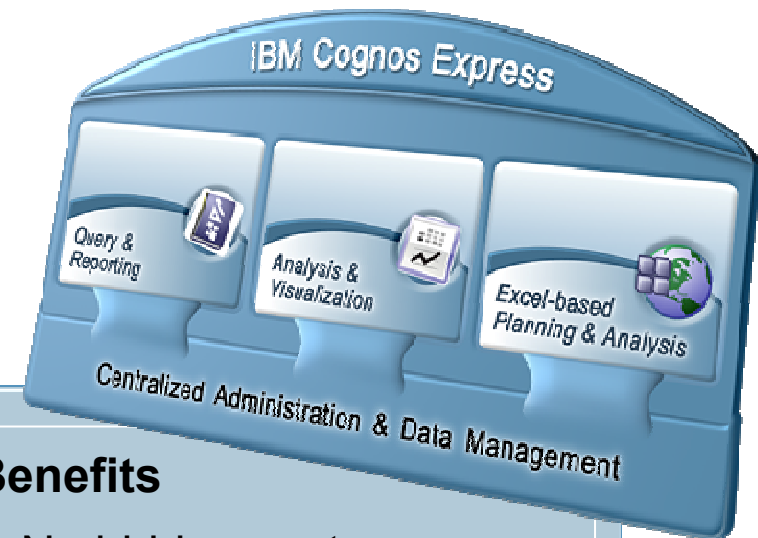 IBM Cognos Express
Query &
Reporting
Analysis &
Visualization
Excel-based
Planning & Analysis
Centralized Administration & Data Management
Benefits